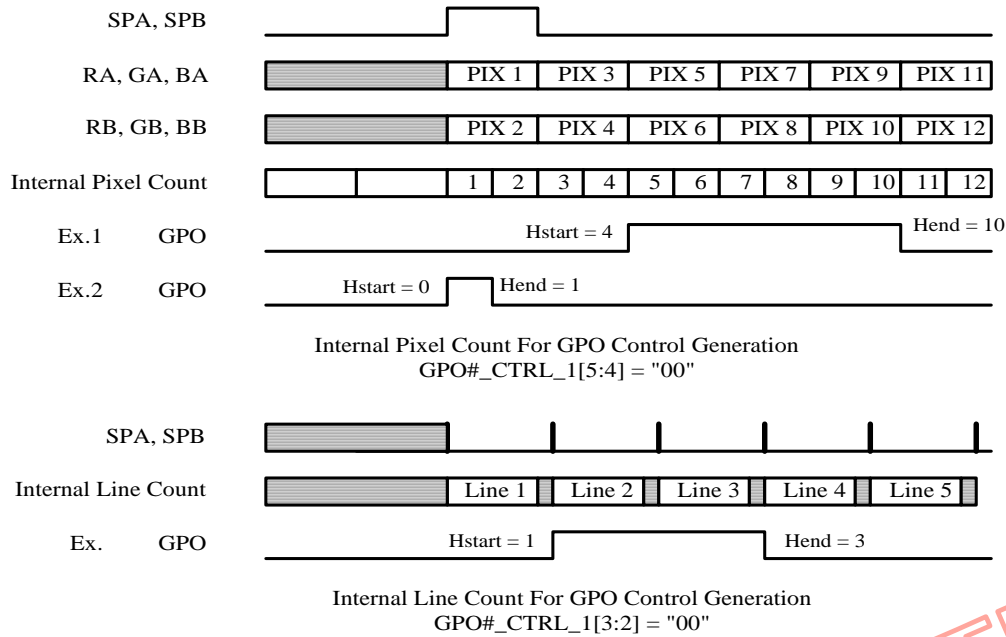 SPA, SPB
RA, GA, BA PIX 1 PIX 3 PIX 5 PIX 7 PIX 9 PIX 11
RB, GB, BB PIX 2 PIX 4 PIX 6 PIX 8 PIX 10 PIX 12
Internal Pixel Count 1 2 3 4 5 6 7 8 9 10 11 12
Ex.1 GPO Hstart = 4 Hend = 10
Ex.2 GPO Hstart = 0 Hend = 1
Internal Pixel Count For GPO Control Generation
GPO#_CTRL_1[5:4] = "00"
SPA, SPB
Internal Line Count Line 1 Line 2 Line 3 Line 4 Line 5
Ex. GPO Hstart = 1 Hend = 3
Internal Line Count For GPO Control Generation
GPO#_CTRL_1[3:2] = "00"